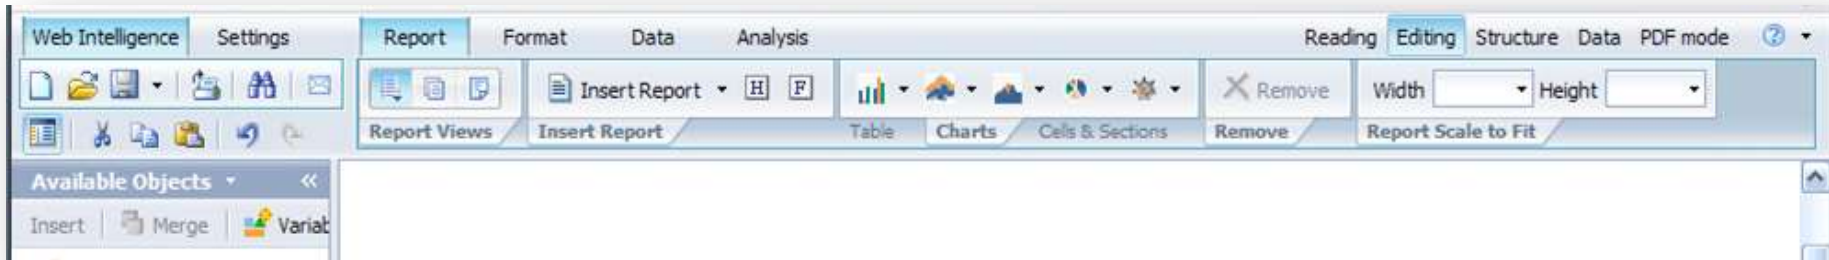 Web Intelligence Settings Report Format Data Analysis Reading Editing Structure Data PDF mode
Insert Report H F Remove Width Height
Report Views Insert Report Table Charts Cells & Sections Remove Report Scale to Fit
Available Objects
Insert Merge Variab